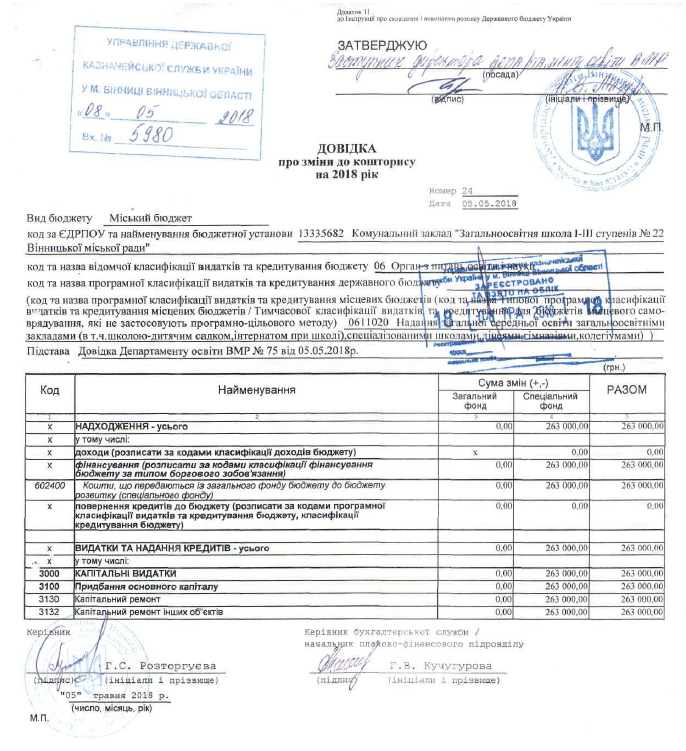 Додаток 11
до Інструкції про складання і виконання розпису Державного бюджету України
УПРАВЛІННЯ ДЕРЖАВНОЇ
КАЗНАЧЕЙСЬКОЇ СЛУЖБИ УКРАЇНИ
У М. ВІННИЦІ ВІННИЦЬКОЇ ОБЛАСТІ
«08» 05 2018
Вх. № 5980
ЗАТВЕРДЖУЮ
Заступник директора департаменту освіти ВМР
(посада)
(підпис) (ініціали і прізвище)
М.П.
ДОВІДКА
про зміни до кошторису
на 2018 рік
Номер 24
Дата 05.05.2018
Вид бюджету Міський бюджет
код за ЄДРПОУ та найменування бюджетної установи 13335682 Комунальний заклад "Загальноосвітня школа І-ІІІ ступенів № 22
Вінницької міської ради"
код та назва відомчої класифікації видатків та кредитування бюджету 06 Орган з питань освіти і науки
код та назва програмної класифікації видатків та кредитування державного бюджету
(код та назва програмної класифікації видатків та кредитування місцевих бюджетів (код та назва Типової програмної класифікації
видатків та кредитування місцевих бюджетів / Тимчасової класифікації видатків та кредитування для бюджетів місцевого само-
врядування, які не застосовують програмно-цільового методу) 0611020 Надання загальної середньої освіти загальноосвітніми
закладами (в т.ч.школою-дитячим садком,інтернатом при школі),спеціалізованими школами,ліцеями,гімназіями,колегіумами) )
ЗАРЕЄСТРОВАНО
ТА ВЗЯТО НА ОБЛІК
18 18
Підстава Довідка Департаменту освіти ВМР № 75 від 05.05.2018р.
(грн.)
Код Найменування Сума змін (+,-) РАЗОМ
Загальний фонд Спеціальний фонд
1 2 3 4 5
х НАДХОДЖЕННЯ - усього 0,00 263 000,00 263 000,00
х у тому числі:
х доходи (розписати за кодами класифікації доходів бюджету) х 0,00 0,00
х фінансування (розписати за кодами класифікації фінансування
бюджету за типом боргового зобов'язання) 0,00 263 000,00 263 000,00
602400 Кошти, що передаються із загального фонду бюджету до бюджету
розвитку (спеціального фонду) 0,00 263 000,00 263 000,00
х повернення кредитів до бюджету (розписати за кодами програмної
класифікації видатків та кредитування бюджету, класифікації
кредитування бюджету) 0,00 0,00 0,00
х ВИДАТКИ ТА НАДАННЯ КРЕДИТІВ - усього 0,00 263 000,00 263 000,00
х у тому числі:
3000 КАПІТАЛЬНІ ВИДАТКИ 0,00 263 000,00 263 000,00
3100 Придбання основного капіталу 0,00 263 000,00 263 000,00
3130 Капітальний ремонт 0,00 263 000,00 263 000,00
3132 Капітальний ремонт інших об'єктів 0,00 263 000,00 263 000,00
Керівник
Г.С. Розторгуєва
(підпис) (ініціали і прізвище)
"05" травня 2018 р.
(число, місяць, рік)
М.П.
Керівник бухгалтерської служби /
начальник планово-фінансового підрозділу
Г.В. Кучугурова
(підпис) (ініціали і прізвище)